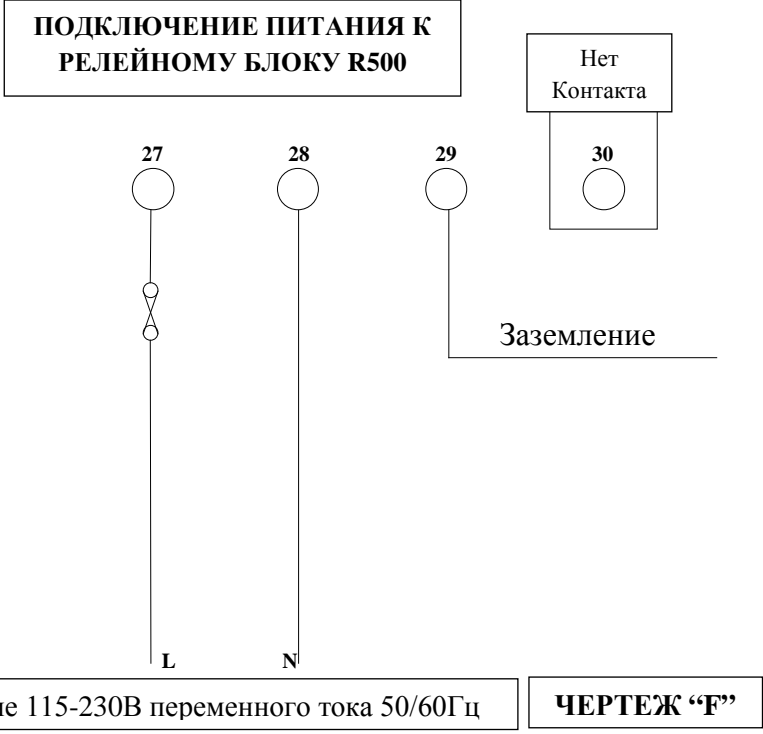 ПОДКЛЮЧЕНИЕ ПИТАНИЯ К
РЕЛЕЙНОМУ БЛОКУ R500
Нет
Контакта
27 28 29 30
Заземление
L N
115-230В переменного тока 50/60Гц
ЧЕРТЕЖ “F”